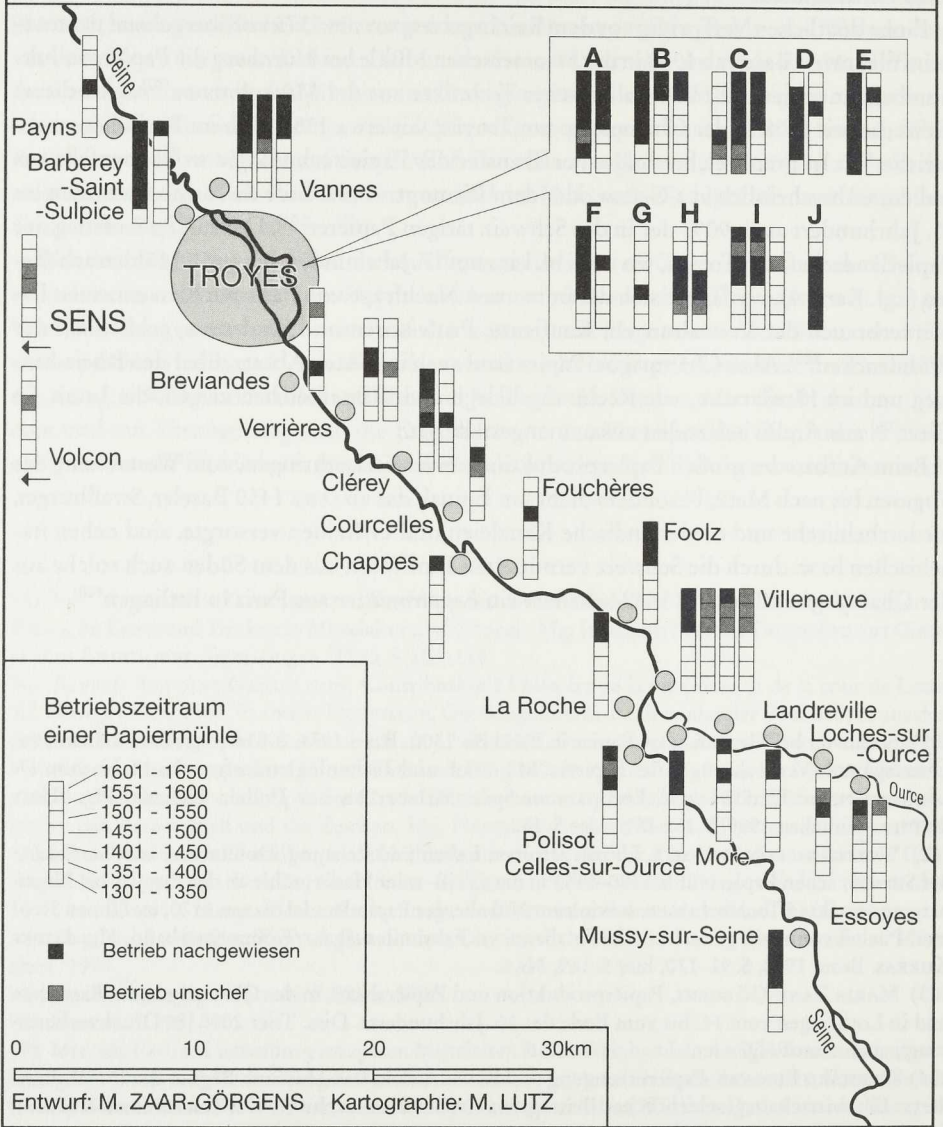 Seine
A B C D E
Payns
Barberey
-Saint
-Sulpice
Vannes
F G H I J
TROYES
SENS
Breviandes
Verrières
Volcon
Clérey
Fouchères
Courcelles
Foolz
Chappes
Villeneuve
La Roche
Landreville
Loches-sur
-Ource
Ource
Polisot
Celles-sur-Ource
Moré
Essoyes
Mussy-sur-Seine
Seine
Betriebszeitraum
einer Papiermühle
1601 - 1650
1551 - 1600
1501 - 1550
1451 - 1500
1401 - 1450
1351 - 1400
1301 - 1350
Betrieb nachgewiesen
Betrieb unsicher
0 10 20 30km
Entwurf: M. ZAAR-GÖRGENS Kartographie: M. LUTZ